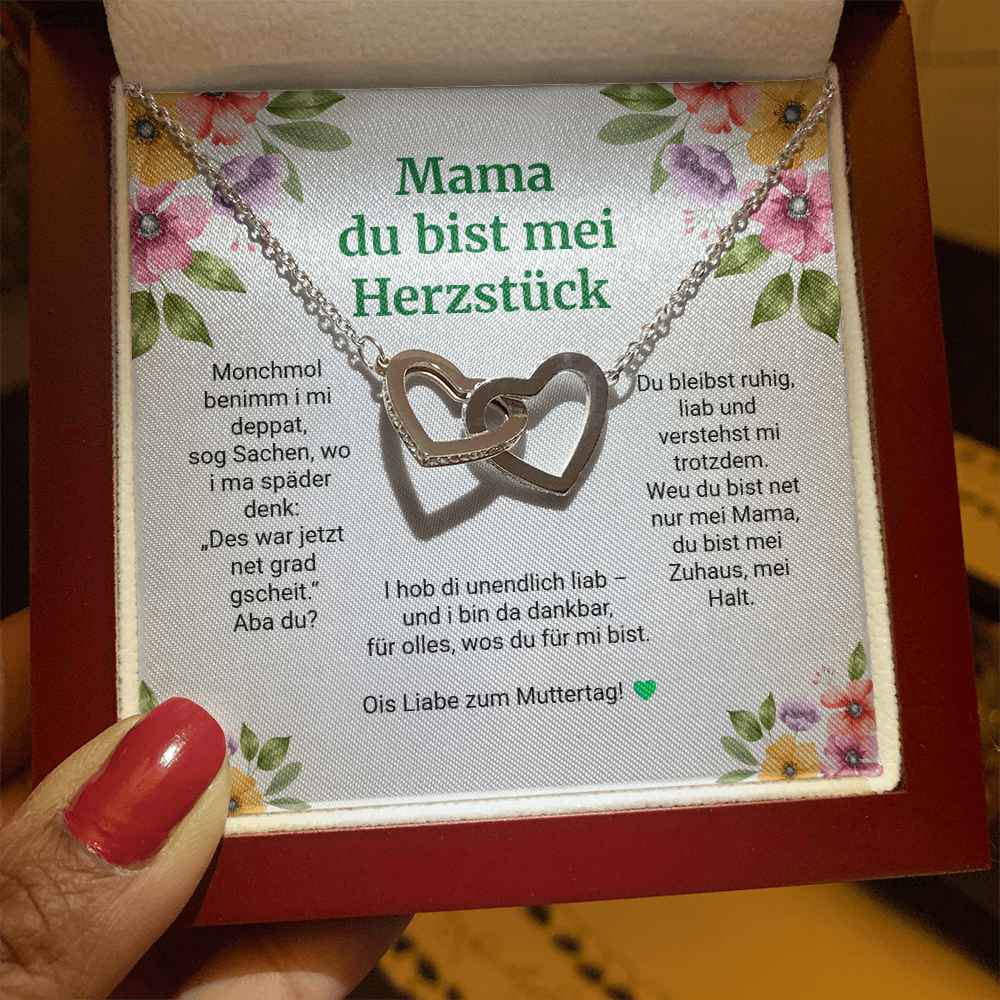 Mama
du bist mei
Herzstück
Monchmol
benimm i mi
deppat,
sog Sachen, wo
i ma späder
denk:
„Des war jetzt
net grad
gscheit.“
Aba du?
Du bleibst ruhig,
liab und
verstehst mi
trotzdem.
Weu du bist net
nur mei Mama,
du bist mei
Zuhaus, mei
Halt.
I hob di unendlich liab –
und i bin da dankbar,
für olles, wos du für mi bist.
Ois Liabe zum Muttertag! 💚